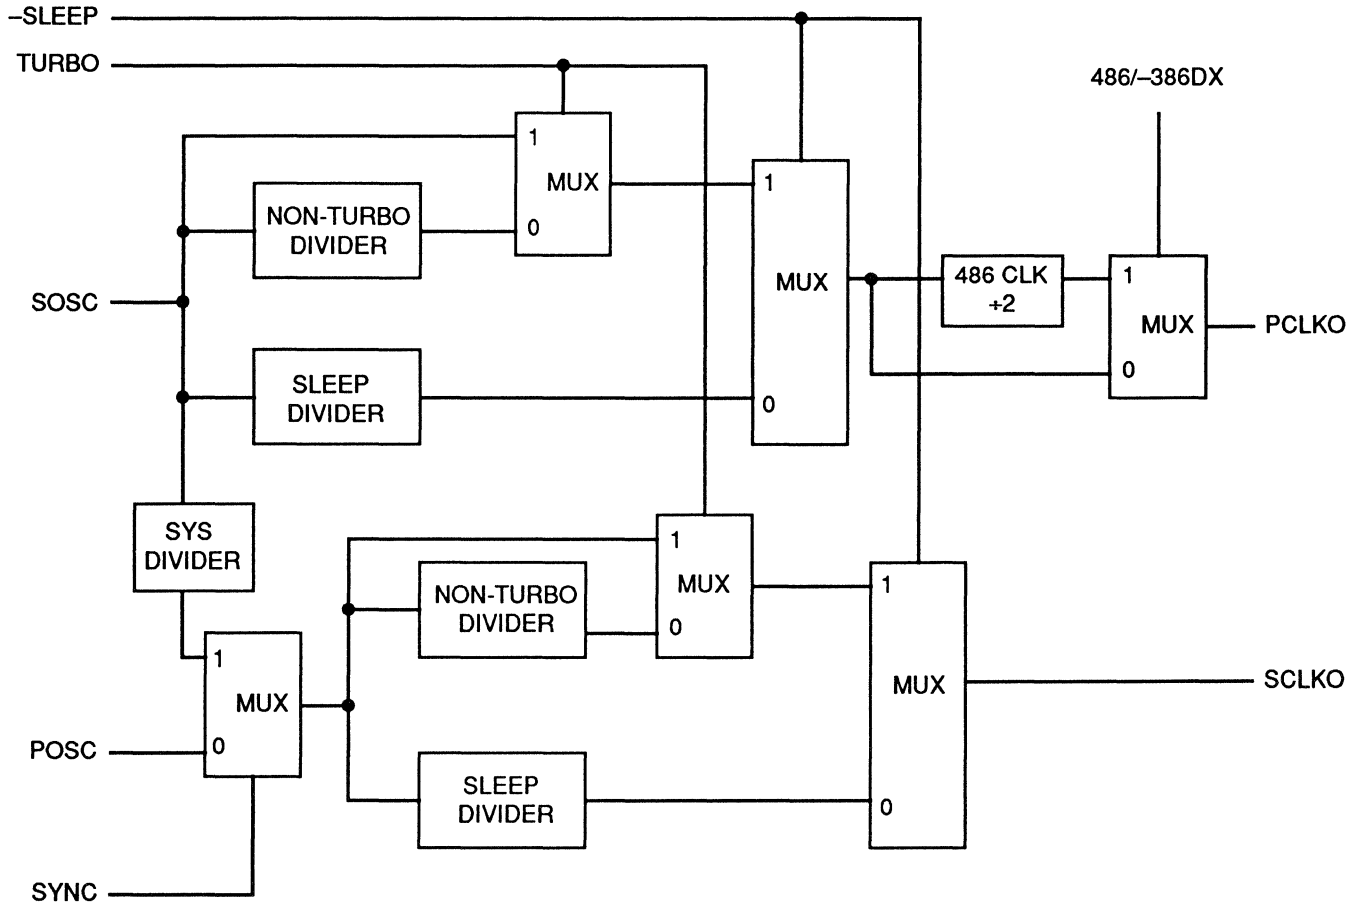 –SLEEP
TURBO
486/–386DX
1
MUX
0
NON-TURBO
DIVIDER
1
MUX
0
SOSC
486 CLK
÷2
1
MUX
0
PCLKO
SLEEP
DIVIDER
SYS
DIVIDER
1
MUX
0
NON-TURBO
DIVIDER
1
MUX
0
1
MUX
0
SCLKO
POSC
SLEEP
DIVIDER
SYNC